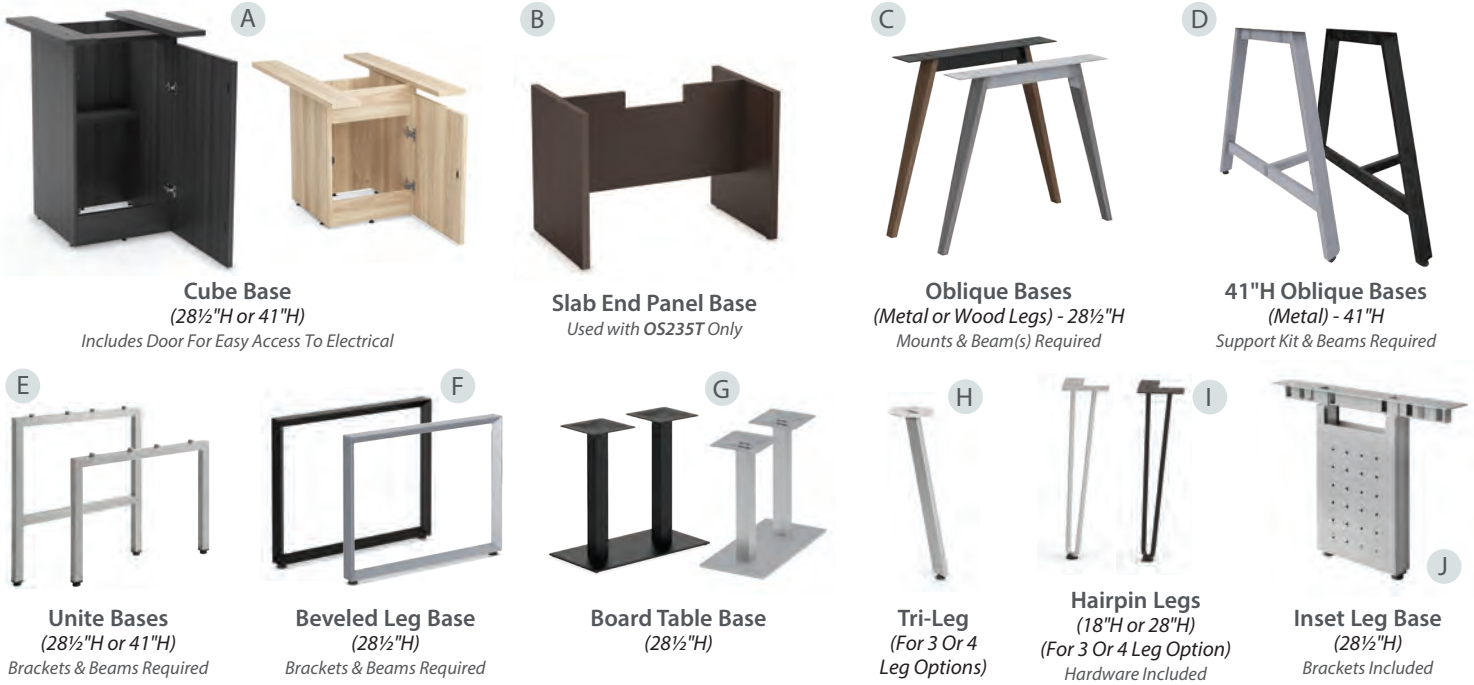 A
Cube Base
(28½"H or 41"H)
Includes Door For Easy Access To Electrical
B
Slab End Panel Base
Used with OS235T Only
C
Oblique Bases
(Metal or Wood Legs) - 28½"H
Mounts & Beam(s) Required
D
41"H Oblique Bases
(Metal) - 41"H
Support Kit & Beams Required
E
Unite Bases
(28½"H or 41"H)
Brackets & Beams Required
F
Beveled Leg Base
(28½"H)
Brackets & Beams Required
G
Board Table Base
(28½"H)
H
Tri-Leg
(For 3 Or 4
Leg Options)
I
Hairpin Legs
(18"H or 28"H)
(For 3 Or 4 Leg Option)
Hardware Included
J
Inset Leg Base
(28½"H)
Brackets Included